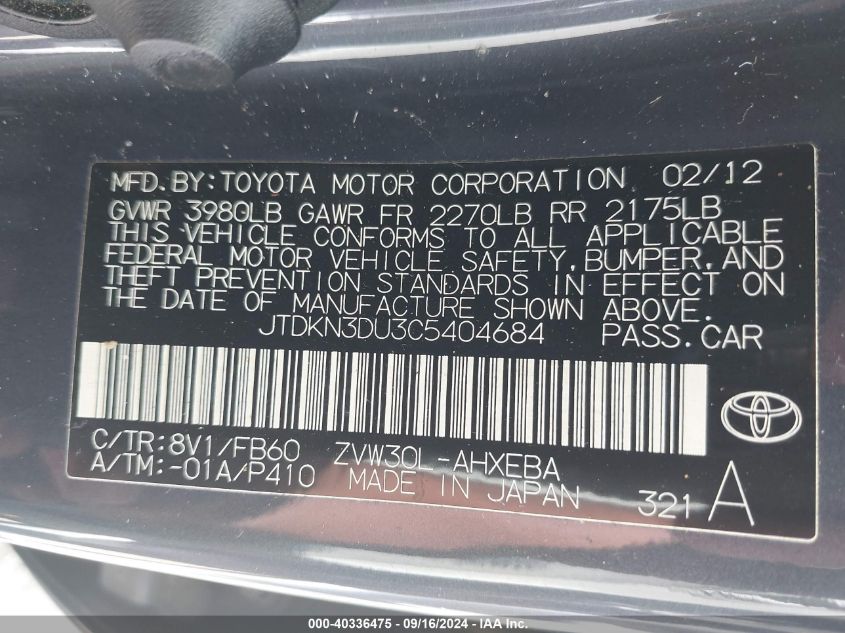 MFD.BY:TOYOTA MOTOR CORPORATION 02/12
GVWR 3980LB GAWR FR 2270LB RR 2175LB
THIS VEHICLE CONFORMS TO ALL APPLICABLE
FEDERAL MOTOR VEHICLE SAFETY,BUMPER,AND
THEFT PREVENTION STANDARDS IN EFFECT ON
THE DATE OF MANUFACTURE SHOWN ABOVE.
JTDKN3DU3C5404684 PASS.CAR
C/TR:8V1/FB60 ZVW30L-AHXEBA
A/TM:-01A/P410 MADE IN JAPAN 321 A
000-40336475 - 09/16/2024 - IAA Inc.